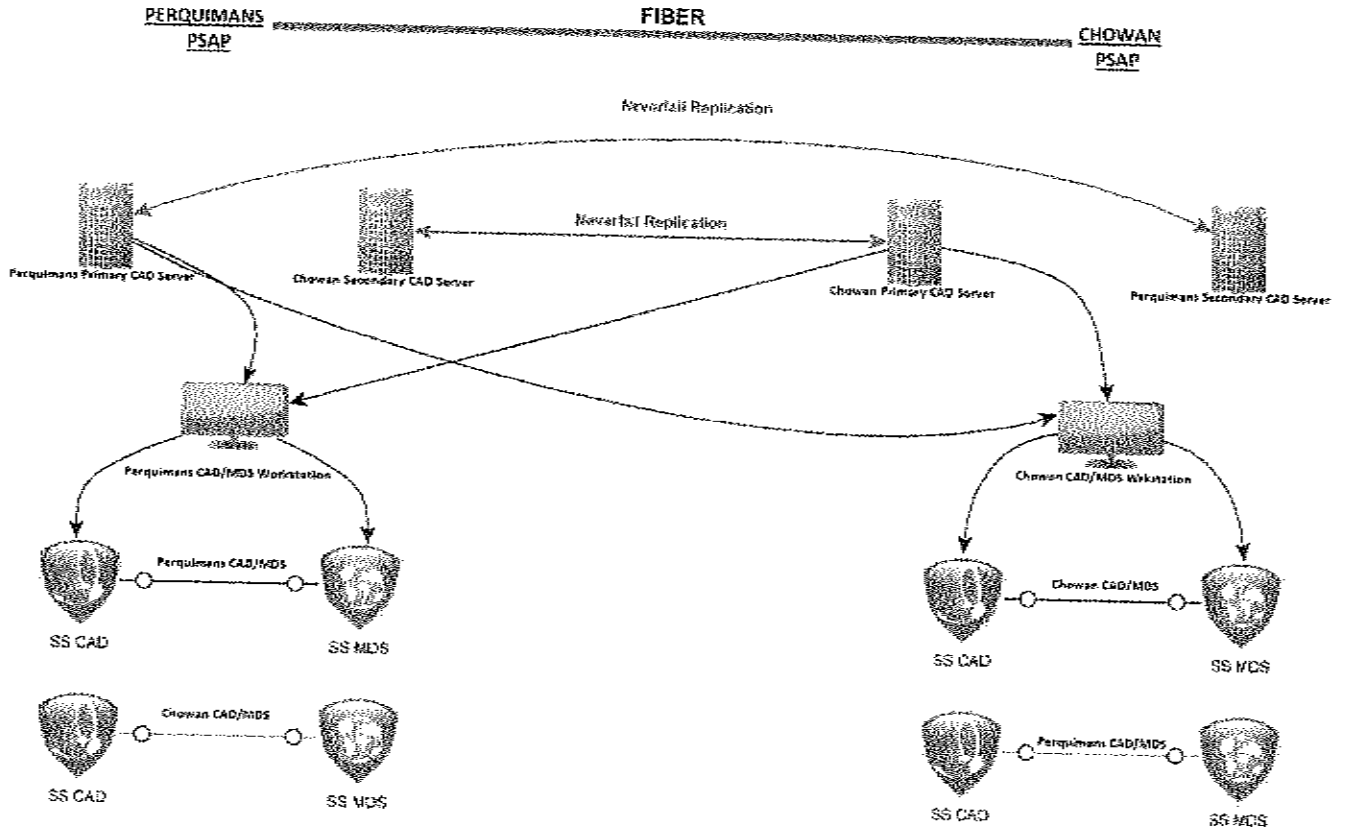 PERQUIMANS
PSAP
FIBER
CHOWAN
PSAP
Neverfail Replication
Neverfail Replication
Perquimans Primary CAD Server
Chowan Secondary CAD Server
Chowan Primary CAD Server
Perquimans Secondary CAD Server
Perquimans CAD/MDS Workstation
Chowan CAD/MDS Wrkstation
Perquimans CAD/MDS
Chowan CAD/MDS
SS CAD
SS MDS
SS CAD
SS MDS
Chowan CAD/MDS
Perquimans CAD/MDS
SS CAD
SS MDS
SS CAD
SS MDS